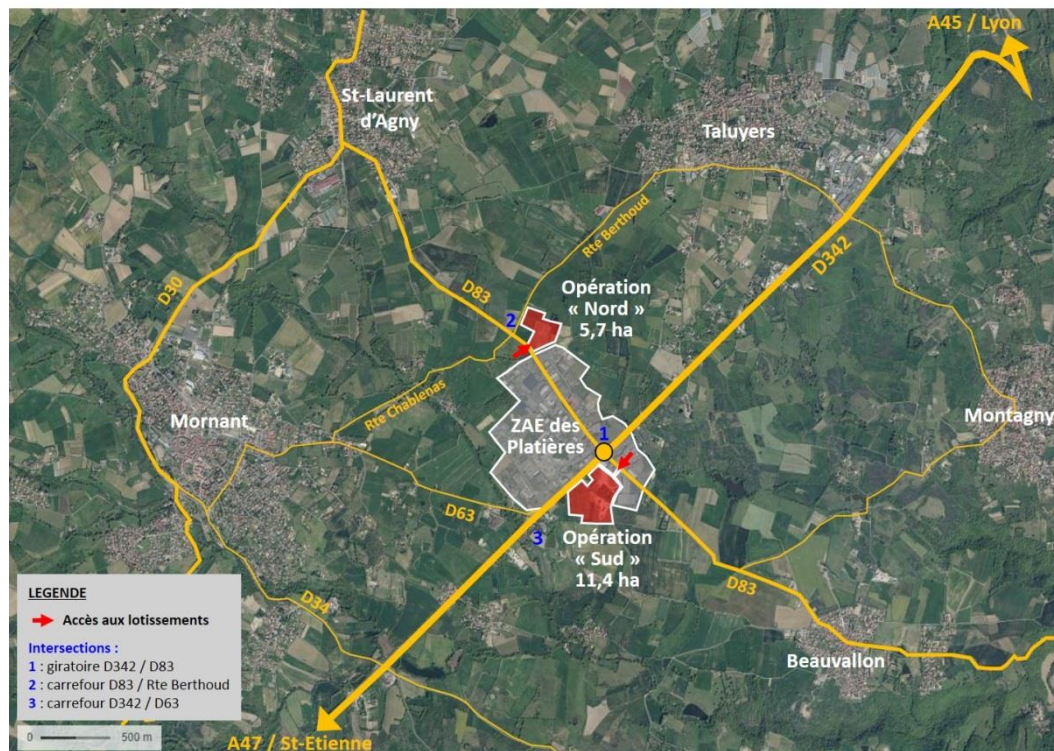 A45 / Lyon
St-Laurent
d'Agny
Taluyers
Rte Berthoud
D342
D30
D83
Opération
« Nord »
5,7 ha
2
Rte Chablenas
Mornant
ZAE des
Platières
1
Montagny
D63
3
Opération
« Sud »
11,4 ha
D83
D34
Beauvallon
LEGENDE
Accès aux lotissements
Intersections :
1 : giratoire D342 / D83
2 : carrefour D83 / Rte Berthoud
3 : carrefour D342 / D63
0 500 m
A47 / St-Etienne